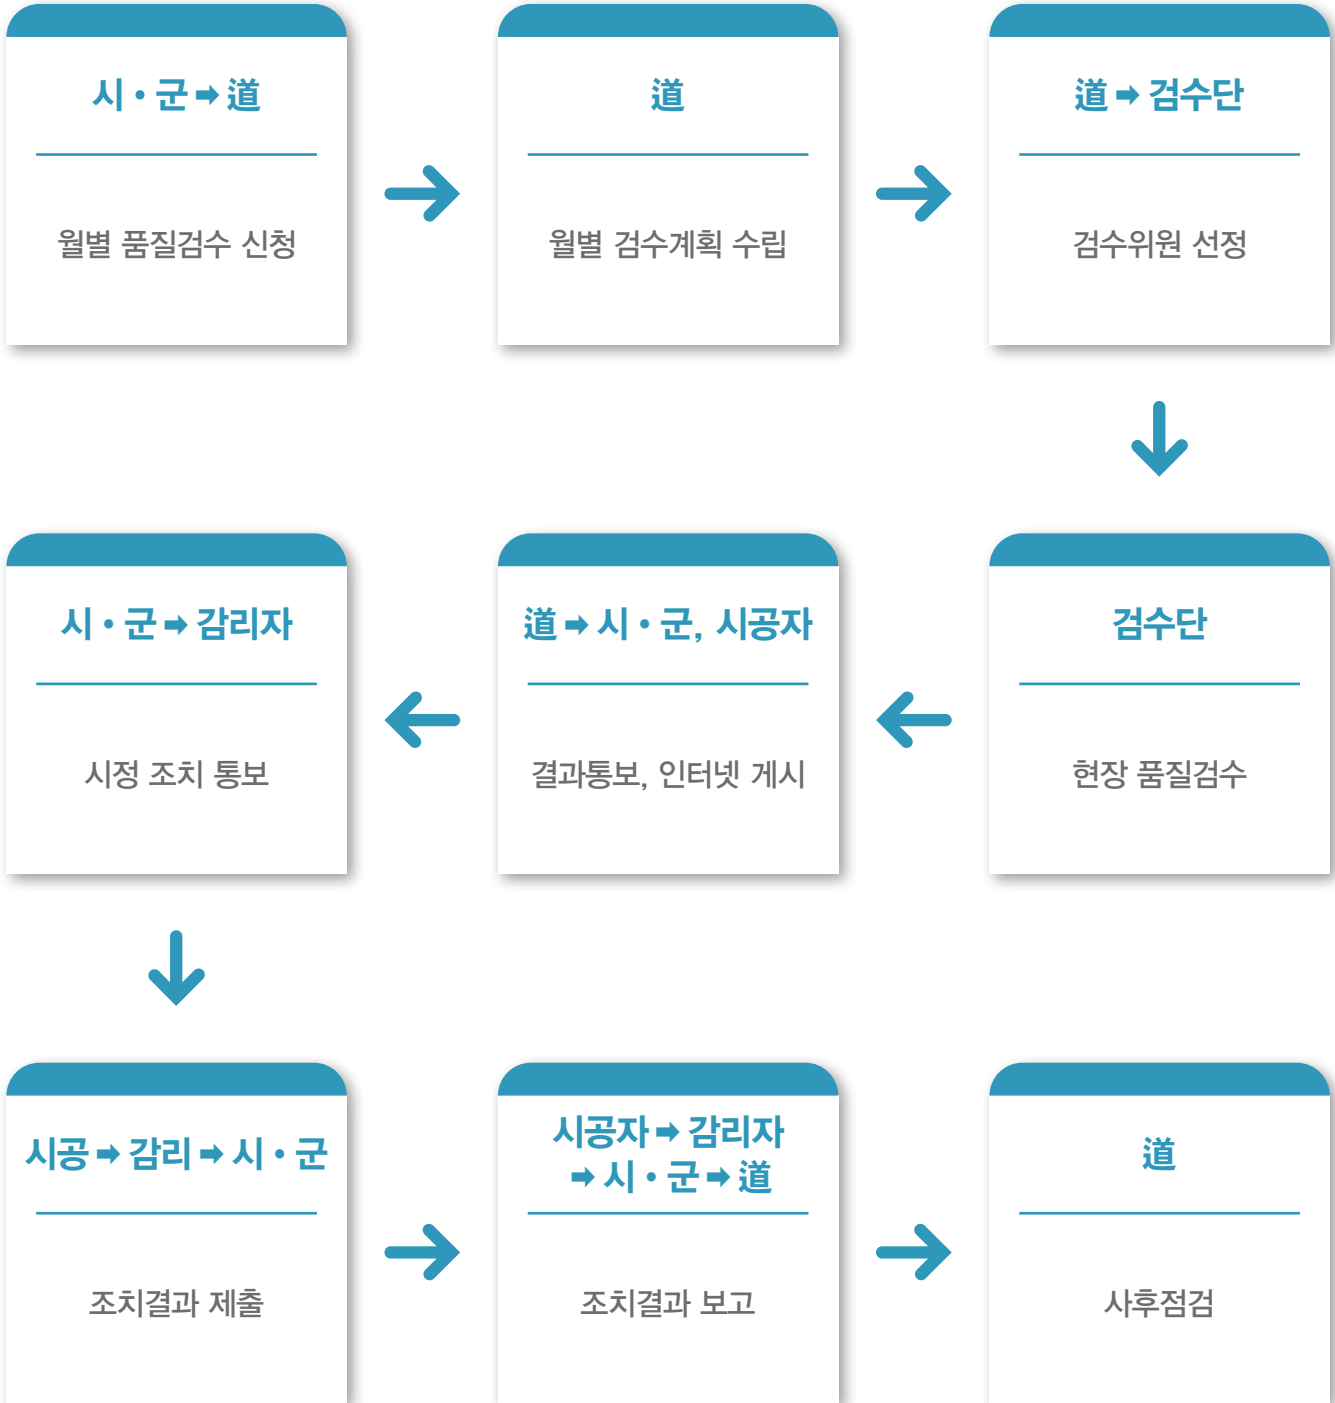 시・군 ➡ 道
월별 품질검수 신청
道
월별 검수계획 수립
道 ➡ 검수단
검수위원 선정
검수단
현장 품질검수
道 ➡ 시・군, 시공자
결과통보, 인터넷 게시
시・군 ➡ 감리자
시정 조치 통보
시공 ➡ 감리 ➡ 시・군
조치결과 제출
시공자 ➡ 감리자
➡ 시・군 ➡ 道
조치결과 보고
道
사후점검